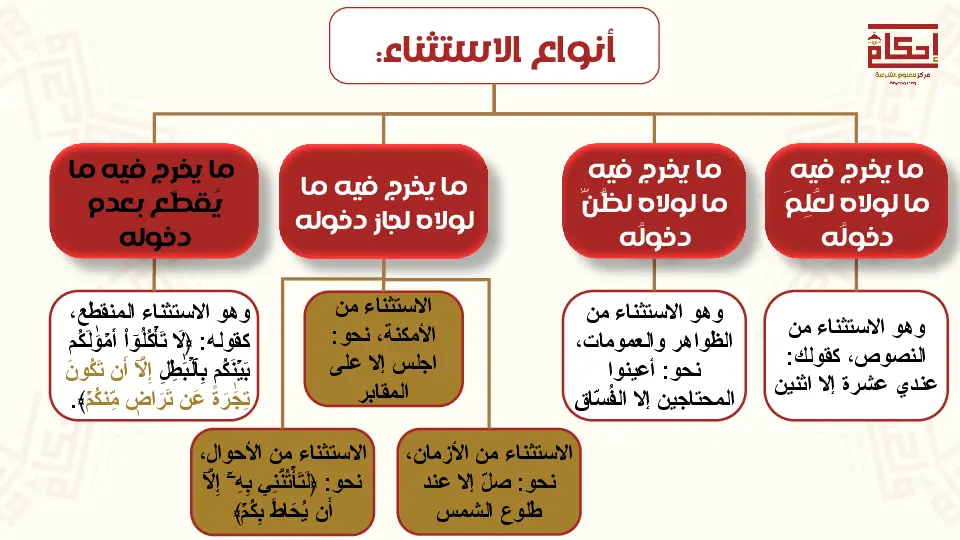 أنواع الاستثناء:
إحكام
مركز للعلوم الشرعية
ما يخرج فيه
ما لولاه لعُلِمَ
دخولُه
وهو الاستثناء من
النصوص، كقولك:
عندي عشرة إلا اثنين
ما يخرج فيه
ما لولاه لظُنّ
دخولُه
وهو الاستثناء من
الظواهر والعمومات،
نحو: أعينوا
المحتاجين إلا الفُسّاق
ما يخرج فيه ما
لولاه لجاز دخوله
الاستثناء من
الأمكنة، نحو:
اجلس إلا على
المقابر
الاستثناء من الأزمان،
نحو: صلّ إلا عند
طلوع الشمس
الاستثناء من الأحوال،
نحو: ﴿لَتَأۡتُنَّنِي بِهِۦٓ إِلَّآ
أَن يُحَاطَ بِكُمۡ﴾
ما يخرج فيه ما
يُقطَع بعدم
دخوله
وهو الاستثناء المنقطع،
كقوله: ﴿لَا تَأۡكُلُوٓاْ أَمۡوَٰلَكُم
بَيۡنَكُم بِٱلۡبَٰطِلِ إِلَّآ أَن تَكُونَ
تِجَٰرَةً عَن تَرَاضٖ مِّنكُمۡ﴾.